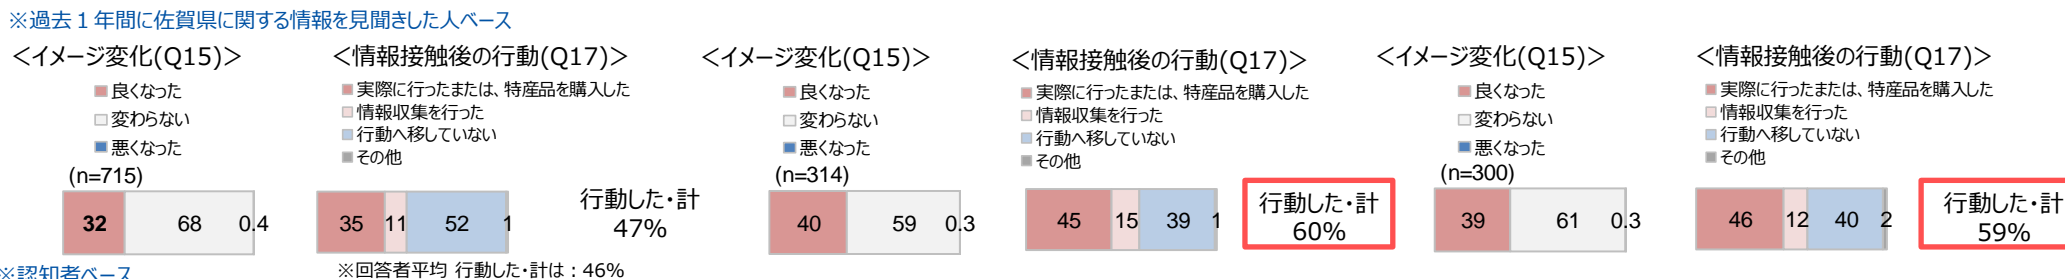 ※過去１年間に佐賀県に関する情報を見聞きした人ベース
＜イメージ変化(Q15)＞
良くなった
変わらない
悪くなった
(n=715)
32 68 0.4
＜情報接触後の行動(Q17)＞
実際に行ったまたは、特産品を購入した
情報収集を行った
行動へ移していない
その他
35 11 52 1
行動した・計
47%
※回答者平均 行動した・計は：46%
＜イメージ変化(Q15)＞
良くなった
変わらない
悪くなった
(n=314)
40 59 0.3
＜情報接触後の行動(Q17)＞
実際に行ったまたは、特産品を購入した
情報収集を行った
行動へ移していない
その他
45 15 39 1
行動した・計
60%
＜イメージ変化(Q15)＞
良くなった
変わらない
悪くなった
(n=300)
39 61 0.3
＜情報接触後の行動(Q17)＞
実際に行ったまたは、特産品を購入した
情報収集を行った
行動へ移していない
その他
46 12 40 2
行動した・計
59%
※認知者ベース